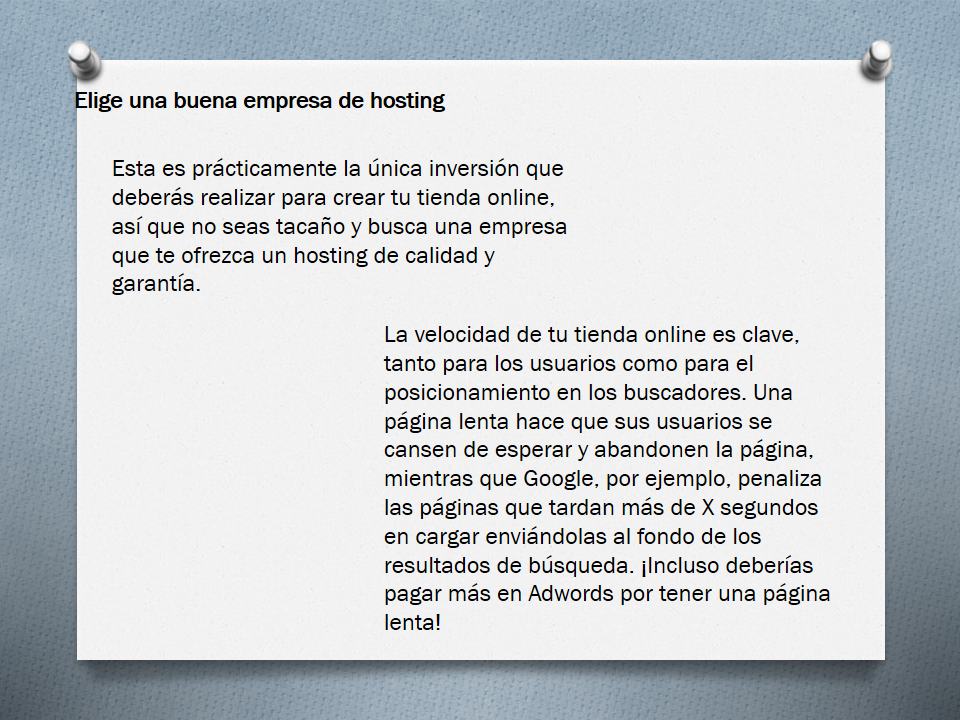 Elige una buena empresa de hosting
Esta es prácticamente la única inversión que
deberás realizar para crear tu tienda online,
así que no seas tacaño y busca una empresa
que te ofrezca un hosting de calidad y
garantía.
La velocidad de tu tienda online es clave,
tanto para los usuarios como para el
posicionamiento en los buscadores. Una
página lenta hace que sus usuarios se
cansen de esperar y abandonen la página,
mientras que Google, por ejemplo, penaliza
las páginas que tardan más de X segundos
en cargar enviándolas al fondo de los
resultados de búsqueda. ¡Incluso deberías
pagar más en Adwords por tener una página
lenta!